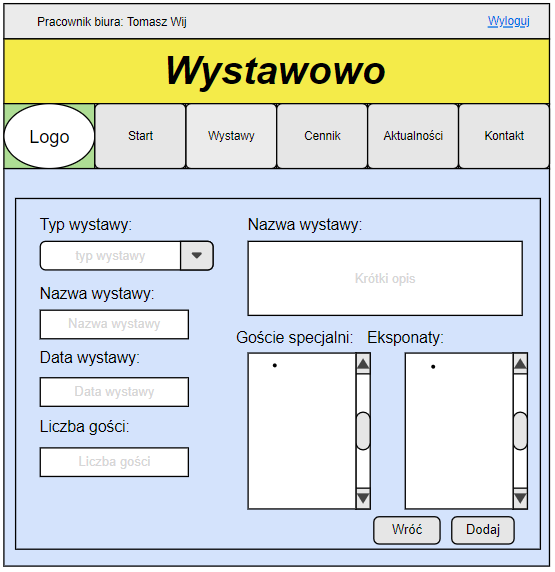 Pracownik biura: Tomasz Wij
Wyloguj
Wystawowo
Logo
Start
Wystawy
Cennik
Aktualności
Kontakt
Typ wystawy:
typ wystawy
Nazwa wystawy:
Nazwa wystawy
Data wystawy:
Data wystawy
Liczba gości:
Liczba gości
Nazwa wystawy:
Krótki opis
Goście specjalni:
Eksponaty:
Wróć
Dodaj